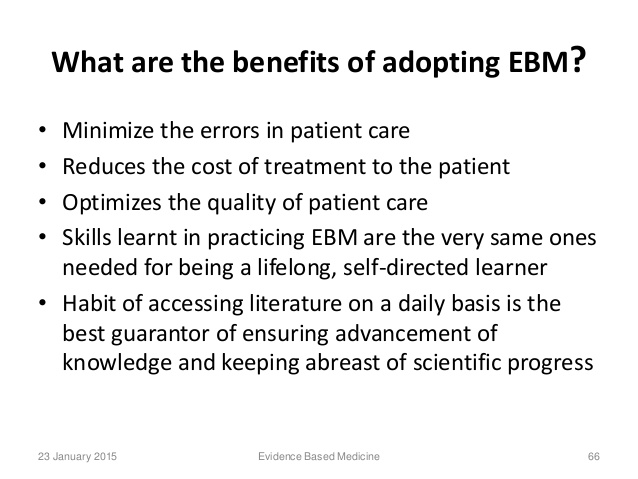 What are the benefits of adopting EBM?
• Minimize the errors in patient care
• Reduces the cost of treatment to the patient
• Optimizes the quality of patient care
• Skills learnt in practicing EBM are the very same ones
needed for being a lifelong, self-directed learner
• Habit of accessing literature on a daily basis is the
best guarantor of ensuring advancement of
knowledge and keeping abreast of scientific progress
23 January 2015
Evidence Based Medicine
66